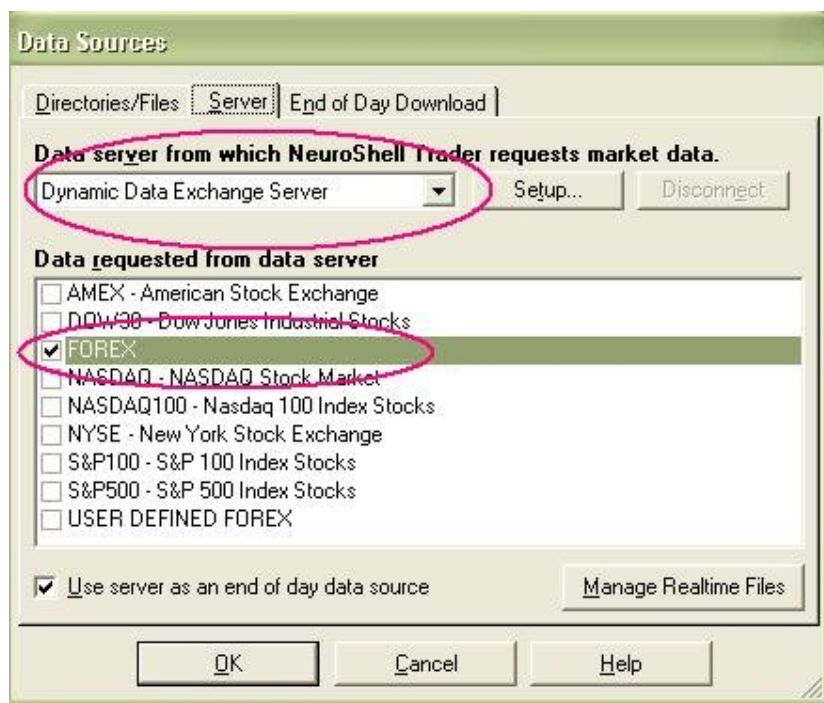 Data Sources
Directories/Files Server End of Day Download
Data server from which NeuroShell Trader requests market data.
Dynamic Data Exchange Server Setup... Disconnect
Data requested from data server
AMEX - American Stock Exchange
DOW30 - Dow Jones Industrial Stocks
FOREX
NASDAQ - NASDAQ Stock Market
NASDAQ100 - Nasdaq 100 Index Stocks
NYSE - New York Stock Exchange
S&P100 - S&P 100 Index Stocks
S&P500 - S&P 500 Index Stocks
USER DEFINED FOREX
Use server as an end of day data source Manage Realtime Files
OK Cancel Help